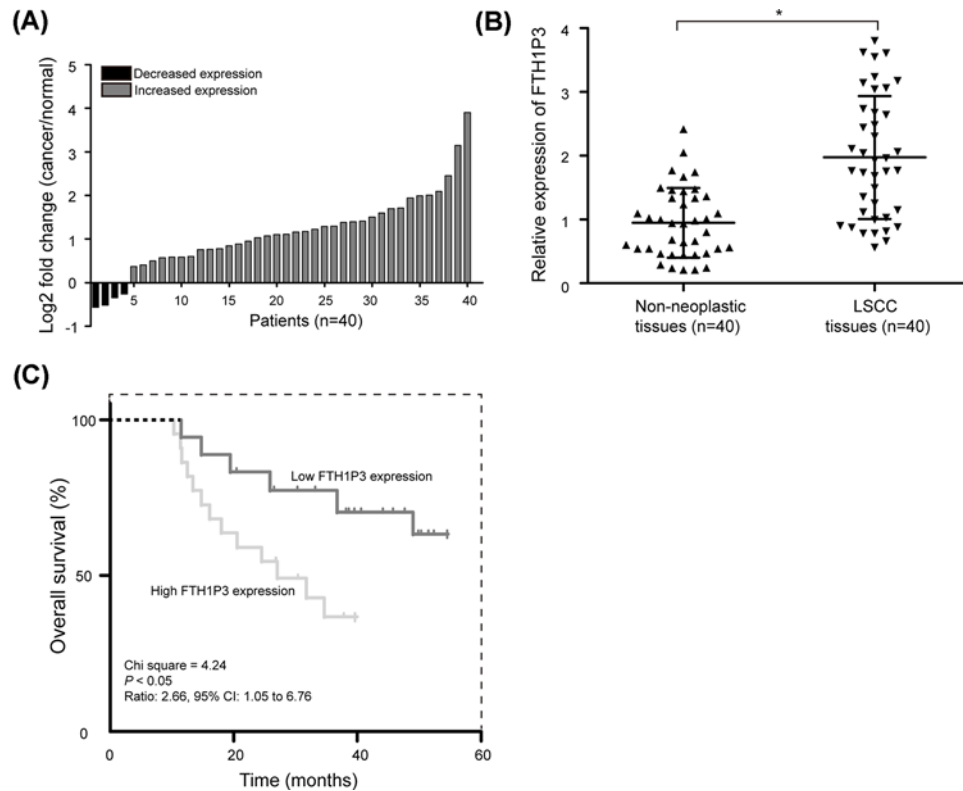 (A)
Log2 fold change (cancer/normal)
5
4
3
2
1
0
-1
Decreased expression
Increased expression
5 10 15 20 25 30 35 40
Patients (n=40)
(B)
*
Relative expression of FTH1P3
4
3
2
1
0
Non-neoplastic
tissues (n=40)
LSCC
tissues (n=40)
(C)
Overall survival (%)
100
50
0
Low FTH1P3 expression
High FTH1P3 expression
Chi square = 4.24
P < 0.05
Ratio: 2.66, 95% CI: 1.05 to 6.76
0 20 40 60
Time (months)